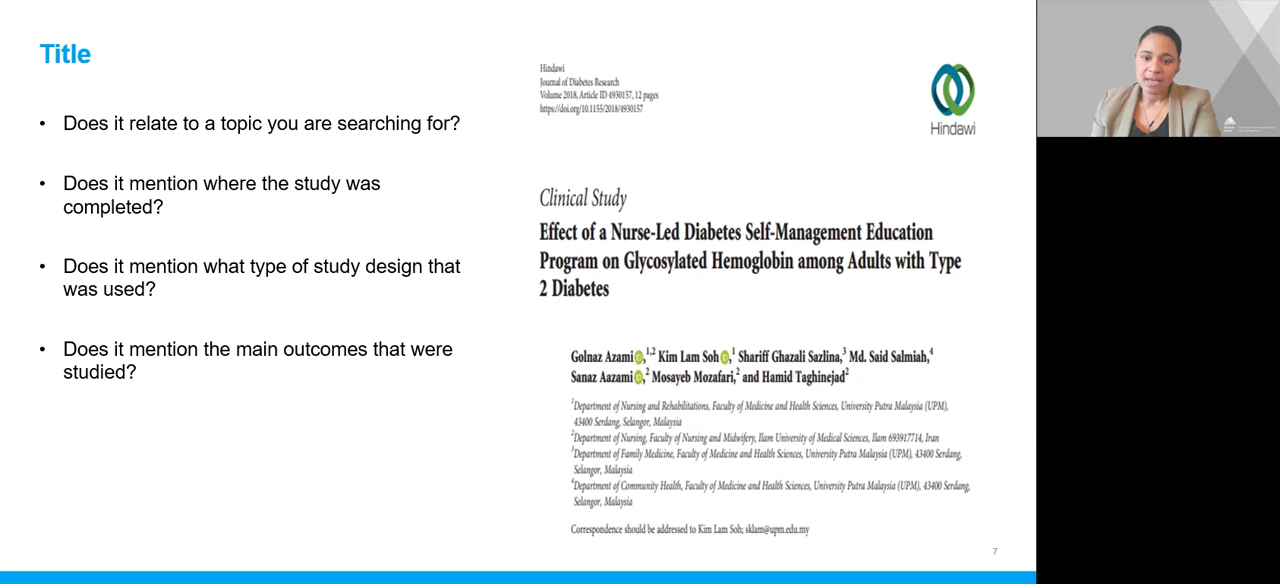 Title
• Does it relate to a topic you are searching for?
• Does it mention where the study was
completed?
• Does it mention what type of study design that
was used?
• Does it mention the main outcomes that were
studied?
Hindawi
Journal of Diabetes Research
Volume 2018, Article ID 4930157, 12 pages
https://doi.org/10.1155/2018/4930157
Hindawi
Clinical Study
Effect of a Nurse-Led Diabetes Self-Management Education
Program on Glycosylated Hemoglobin among Adults with Type
2 Diabetes
Golnaz Azami,1,2 Kim Lam Soh,1 Shariff Ghazali Sazlina,3 Md. Said Salmiah,4
Sanaz Aazami,2 Mosayeb Mozafari,2 and Hamid Taghinejad2
1Department of Nursing and Rehabilitations, Faculty of Medicine and Health Sciences, University Putra Malaysia (UPM),
43400 Serdang, Selangor, Malaysia
2Department of Nursing, Faculty of Nursing and Midwifery, Ilam University of Medical Sciences, Ilam 693917714, Iran
3Department of Family Medicine, Faculty of Medicine and Health Sciences, University Putra Malaysia (UPM), 43400 Serdang,
Selangor, Malaysia
4Department of Community Health, Faculty of Medicine and Health Sciences, University Putra Malaysia (UPM), 43400 Serdang,
Selangor, Malaysia
Correspondence should be addressed to Kim Lam Soh; sklam@upm.edu.my
7